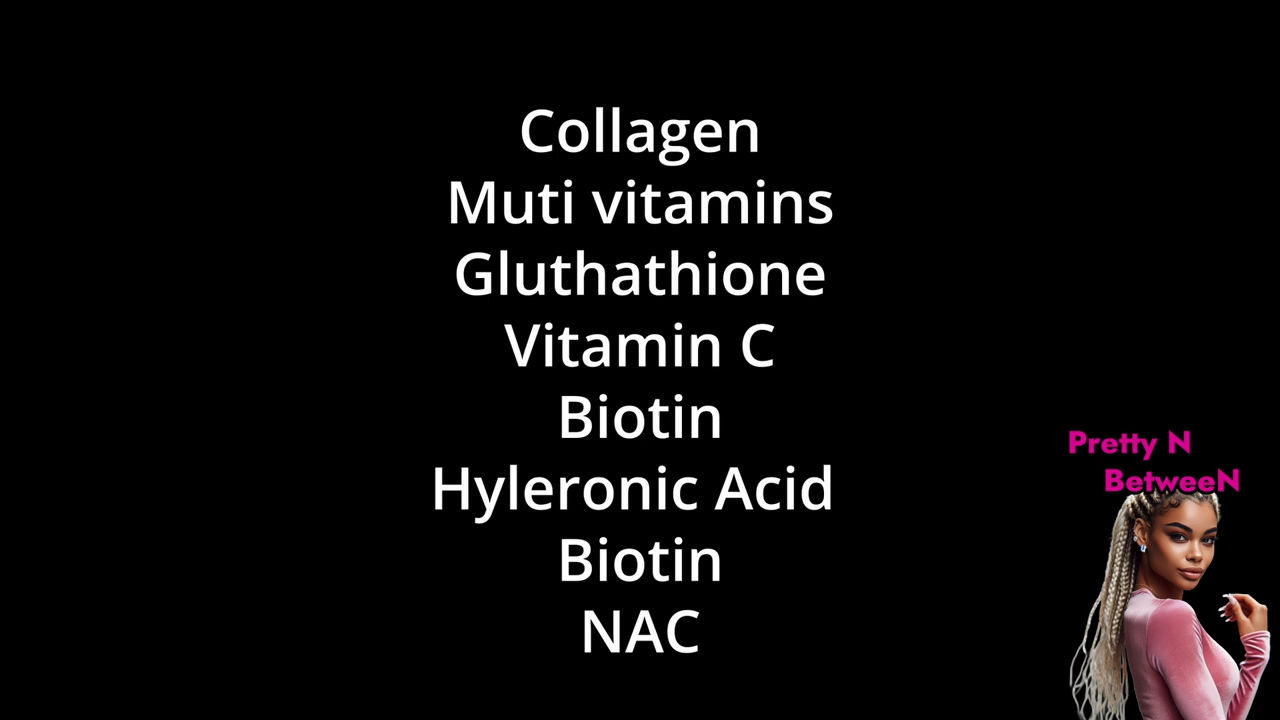 Collagen
Muti vitamins
Gluthathione
Vitamin C
Biotin
Hyleronic Acid
Biotin
NAC
Pretty N
BetweeN